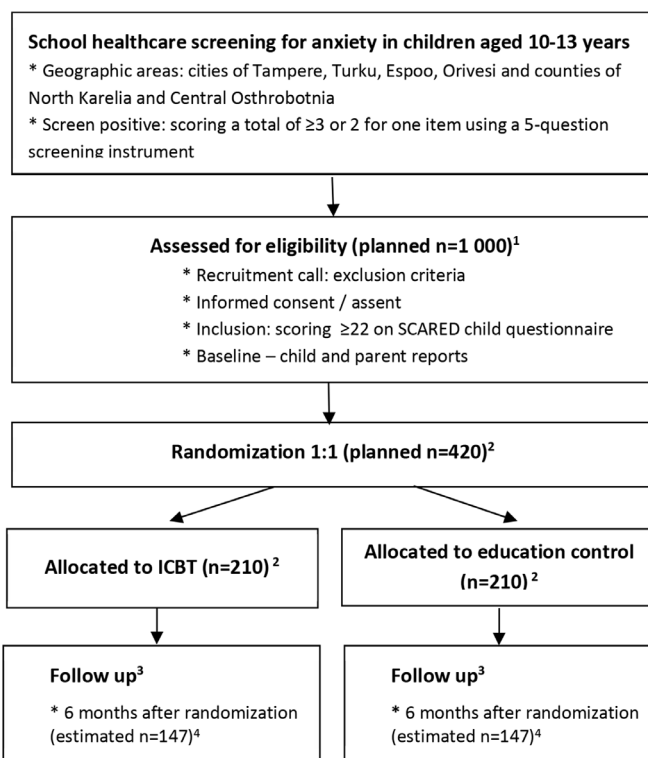 School healthcare screening for anxiety in children aged 10-13 years
* Geographic areas: cities of Tampere, Turku, Espoo, Orivesi and counties of
North Karelia and Central Osthrobotnia
* Screen positive: scoring a total of ≥3 or 2 for one item using a 5-question
screening instrument
Assessed for eligibility (planned n=1 000)¹
* Recruitment call: exclusion criteria
* Informed consent / assent
* Inclusion: scoring ≥22 on SCARED child questionnaire
* Baseline – child and parent reports
Randomization 1:1 (planned n=420)²
Allocated to ICBT (n=210) ²
Allocated to education control
(n=210) ²
Follow up³
* 6 months after randomization
(estimated n=147)⁴
Follow up³
* 6 months after randomization
(estimated n=147)⁴